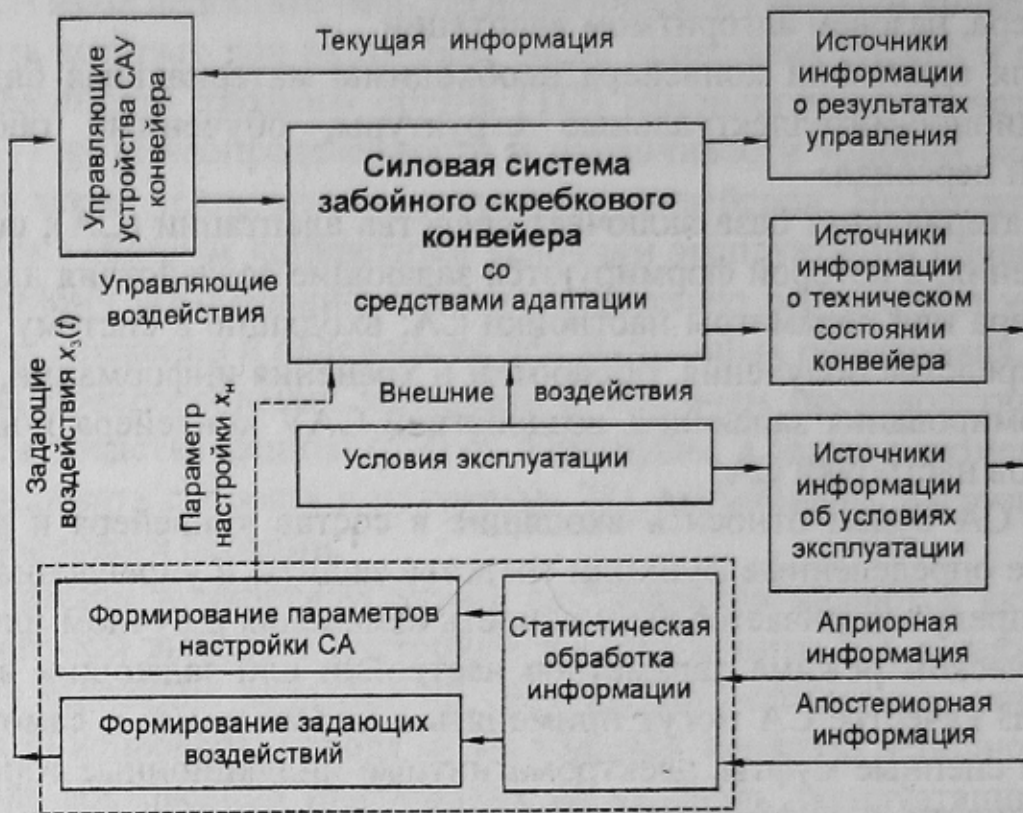 Текущая информация
Управляющие
устройства САУ
конвейера
Источники
информации
о результатах
управления
Силовая система
забойного скребкового
конвейера
со
средствами адаптации
Источники
информации
о техническом
состоянии
конвейера
Управляющие
воздействия
Задающие
воздействия x₃(t)
Параметр
настройки xₙ
Внешние воздействия
Условия эксплуатации
Источники
информации
об условиях
эксплуатации
Формирование параметров
настройки СА
Статистическая
обработка
информации
Априорная
информация
Формирование задающих
воздействий
Апостериорная
информация